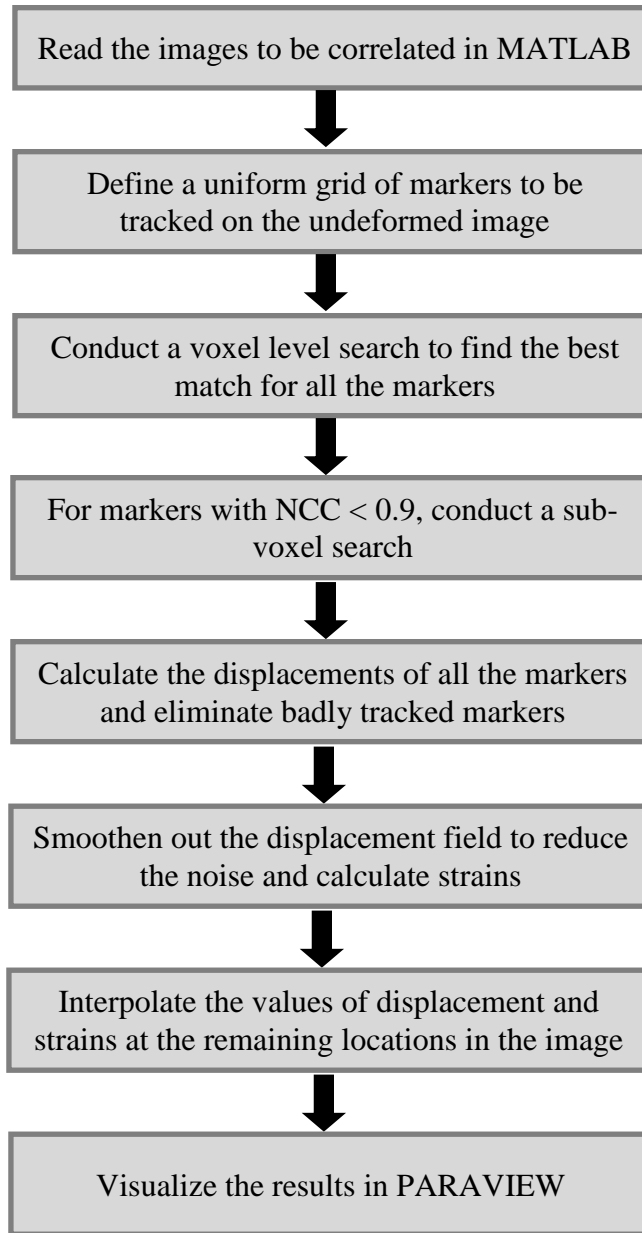 Read the images to be correlated in MATLAB
Define a uniform grid of markers to be
tracked on the undeformed image
Conduct a voxel level search to find the best
match for all the markers
For markers with NCC < 0.9, conduct a sub-
voxel search
Calculate the displacements of all the markers
and eliminate badly tracked markers
Smoothen out the displacement field to reduce
the noise and calculate strains
Interpolate the values of displacement and
strains at the remaining locations in the image
Visualize the results in PARAVIEW